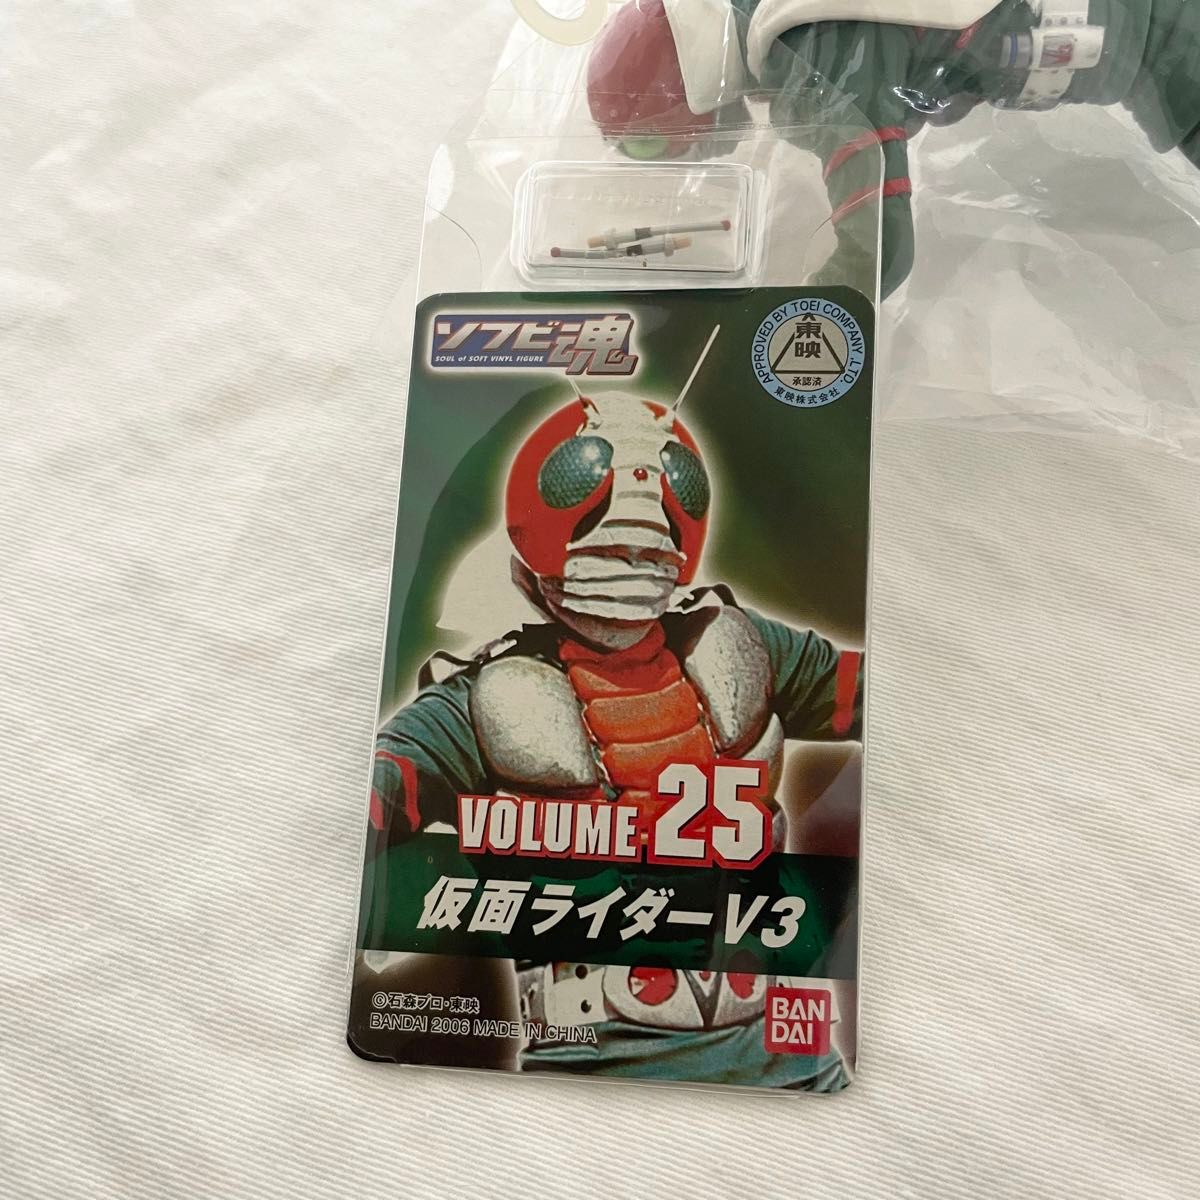 ソフビ魂
SOUL of SOFT VINYL FIGURE
APPROVED BY TOEI COMPANY, LTD.
東映
承認済
東映株式会社
VOLUME 25
仮面ライダーV3
©石森プロ・東映
BANDAI 2006 MADE IN CHINA
BAN
DAI